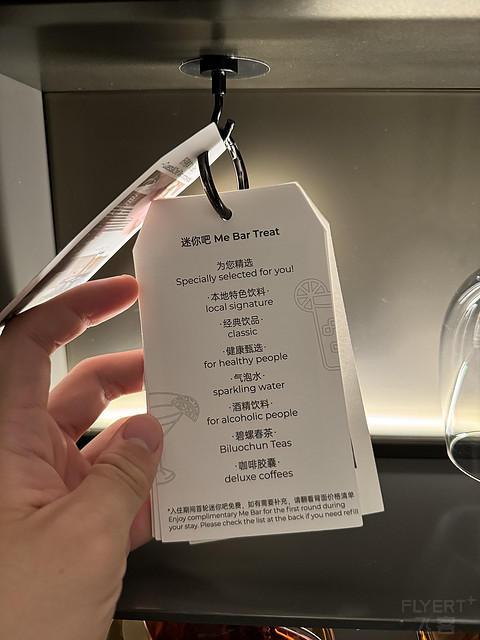 迷你吧 Me Bar Treat
为您精选
Specially selected for you!
·本地特色饮料·
local signature
·经典饮品·
classic
·健康甄选·
for healthy people
·气泡水·
sparkling water
·酒精饮料·
for alcoholic people
·碧螺春茶·
Biluochun Teas
·咖啡胶囊·
deluxe coffees
*入住期间首轮迷你吧免费，如有需要补充，请翻看背面价格清单
Enjoy complimentary Me Bar for the first round during
your stay. Please check the list at the back if you need refill
FLYERT+